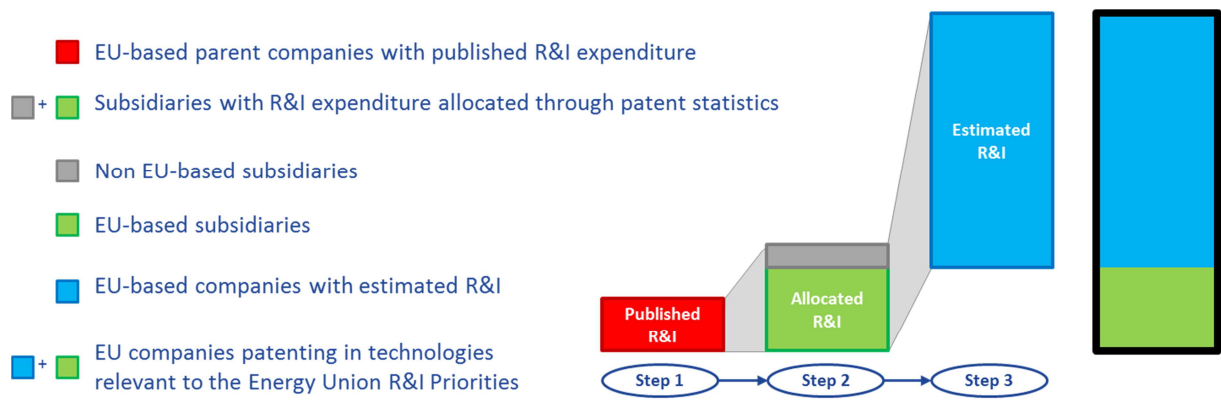 EU-based parent companies with published R&I expenditure
+ Subsidiaries with R&I expenditure allocated through patent statistics
Non EU-based subsidiaries
EU-based subsidiaries
EU-based companies with estimated R&I
+ EU companies patenting in technologies
relevant to the Energy Union R&I Priorities
Published
R&I
Allocated
R&I
Estimated
R&I
Step 1
Step 2
Step 3